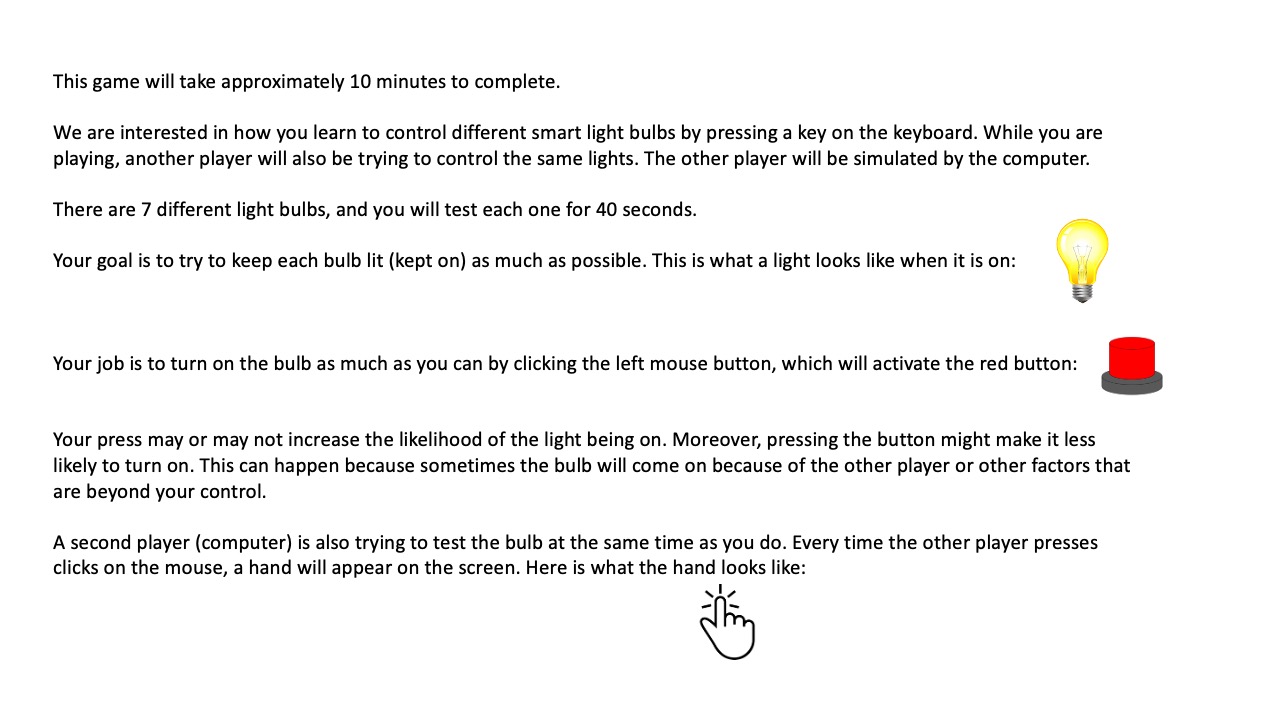 This game will take approximately 10 minutes to complete.
We are interested in how you learn to control different smart light bulbs by pressing a key on the keyboard. While you are
playing, another player will also be trying to control the same lights. The other player will be simulated by the computer.
There are 7 different light bulbs, and you will test each one for 40 seconds.
Your goal is to try to keep each bulb lit (kept on) as much as possible. This is what a light looks like when it is on:
Your job is to turn on the bulb as much as you can by clicking the left mouse button, which will activate the red button:
Your press may or may not increase the likelihood of the light being on. Moreover, pressing the button might make it less
likely to turn on. This can happen because sometimes the bulb will come on because of the other player or other factors that
are beyond your control.
A second player (computer) is also trying to test the bulb at the same time as you do. Every time the other player presses
clicks on the mouse, a hand will appear on the screen. Here is what the hand looks like: